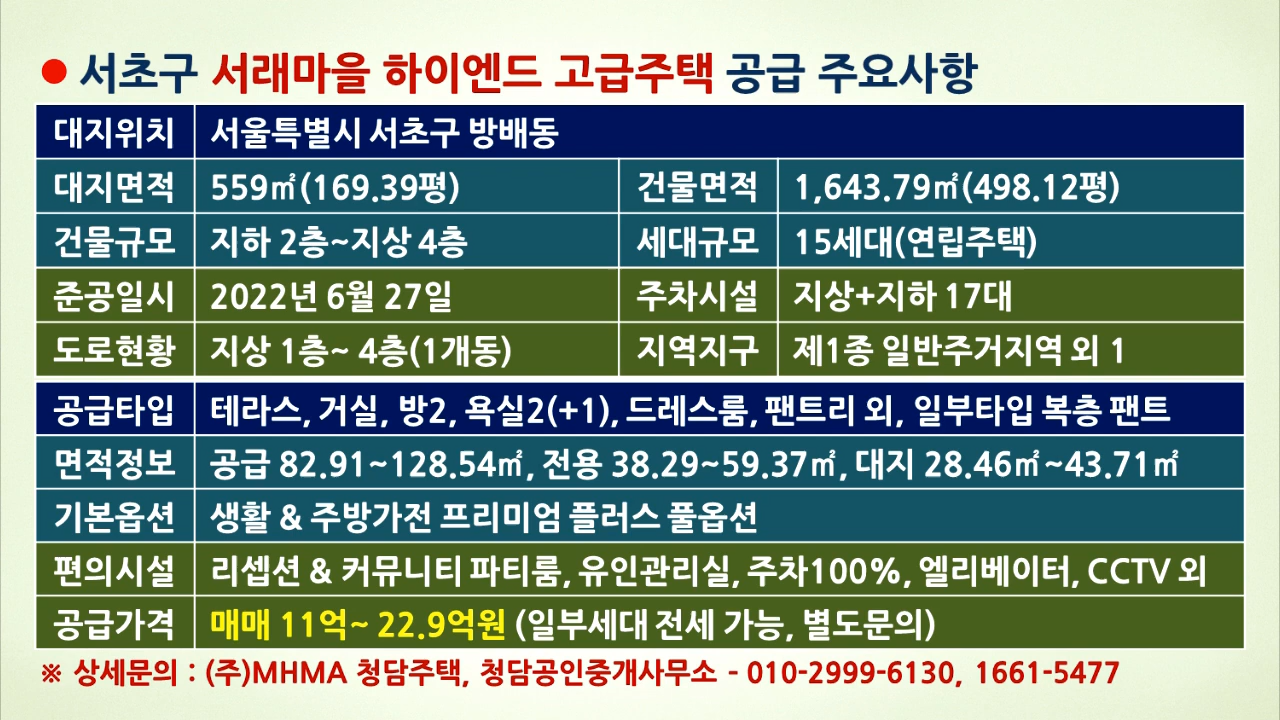 ● 서초구 서래마을 하이엔드 고급주택 공급 주요사항
대지위치 서울특별시 서초구 방배동
대지면적 559㎡(169.39평) 건물면적 1,643.79㎡(498.12평)
건물규모 지하 2층~지상 4층 세대규모 15세대(연립주택)
준공일시 2022년 6월 27일 주차시설 지상+지하 17대
도로현황 지상 1층~ 4층(1개동) 지역지구 제1종 일반주거지역 외 1
공급타입 테라스, 거실, 방2, 욕실2(+1), 드레스룸, 팬트리 외, 일부타입 복층 팬트
면적정보 공급 82.91~128.54㎡, 전용 38.29~59.37㎡, 대지 28.46㎡~43.71㎡
기본옵션 생활 & 주방가전 프리미엄 플러스 풀옵션
편의시설 리셉션 & 커뮤니티 파티룸, 유인관리실, 주차100%, 엘리베이터, CCTV 외
공급가격 매매 11억~ 22.9억원 (일부세대 전세 가능, 별도문의)
※ 상세문의 : (주)MHMA 청담주택, 청담공인중개사무소 - 010-2999-6130, 1661-5477